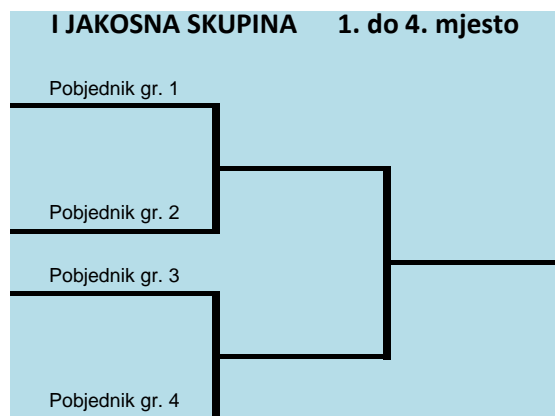 I JAKOSNA SKUPINA 1. do 4. mjesto
Pobjednik gr. 1
Pobjednik gr. 2
Pobjednik gr. 3
Pobjednik gr. 4